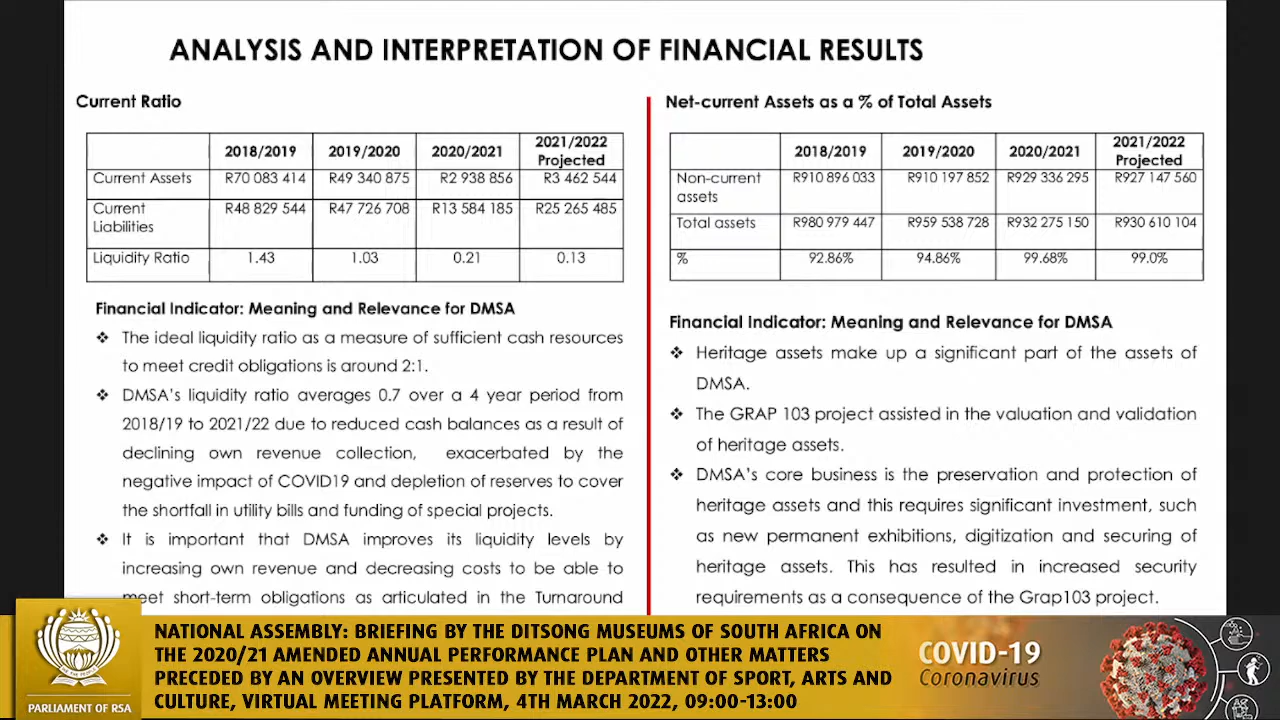 ANALYSIS AND INTERPRETATION OF FINANCIAL RESULTS
Current Ratio
2018/2019 2019/2020 2020/2021 2021/2022 Projected
Current Assets R70 083 414 R49 340 875 R2 938 856 R3 462 544
Current Liabilities R48 829 544 R47 726 708 R13 584 185 R25 265 485
Liquidity Ratio 1.43 1.03 0.21 0.13
Financial Indicator: Meaning and Relevance for DMSA
❖ The ideal liquidity ratio as a measure of sufficient cash resources
to meet credit obligations is around 2:1.
❖ DMSA's liquidity ratio averages 0.7 over a 4 year period from
2018/19 to 2021/22 due to reduced cash balances as a result of
declining own revenue collection, exacerbated by the
negative impact of COVID19 and depletion of reserves to cover
the shortfall in utility bills and funding of special projects.
❖ It is important that DMSA improves its liquidity levels by
increasing own revenue and decreasing costs to be able to
meet short-term obligations as articulated in the Turnaround
Net-current Assets as a % of Total Assets
2018/2019 2019/2020 2020/2021 2021/2022 Projected
Non-current assets R910 896 033 R910 197 852 R929 336 295 R927 147 560
Total assets R980 979 447 R959 538 728 R932 275 150 R930 610 104
% 92.86% 94.86% 99.68% 99.0%
Financial Indicator: Meaning and Relevance for DMSA
❖ Heritage assets make up a significant part of the assets of
DMSA.
❖ The GRAP 103 project assisted in the valuation and validation
of heritage assets.
❖ DMSA's core business is the preservation and protection of
heritage assets and this requires significant investment, such
as new permanent exhibitions, digitization and securing of
heritage assets. This has resulted in increased security
requirements as a consequence of the Grap103 project.
PARLIAMENT OF RSA
NATIONAL ASSEMBLY: BRIEFING BY THE DITSONG MUSEUMS OF SOUTH AFRICA ON
THE 2020/21 AMENDED ANNUAL PERFORMANCE PLAN AND OTHER MATTERS
PRECEDED BY AN OVERVIEW PRESENTED BY THE DEPARTMENT OF SPORT, ARTS AND
CULTURE, VIRTUAL MEETING PLATFORM, 4TH MARCH 2022, 09:00-13:00
COVID-19
Coronavirus